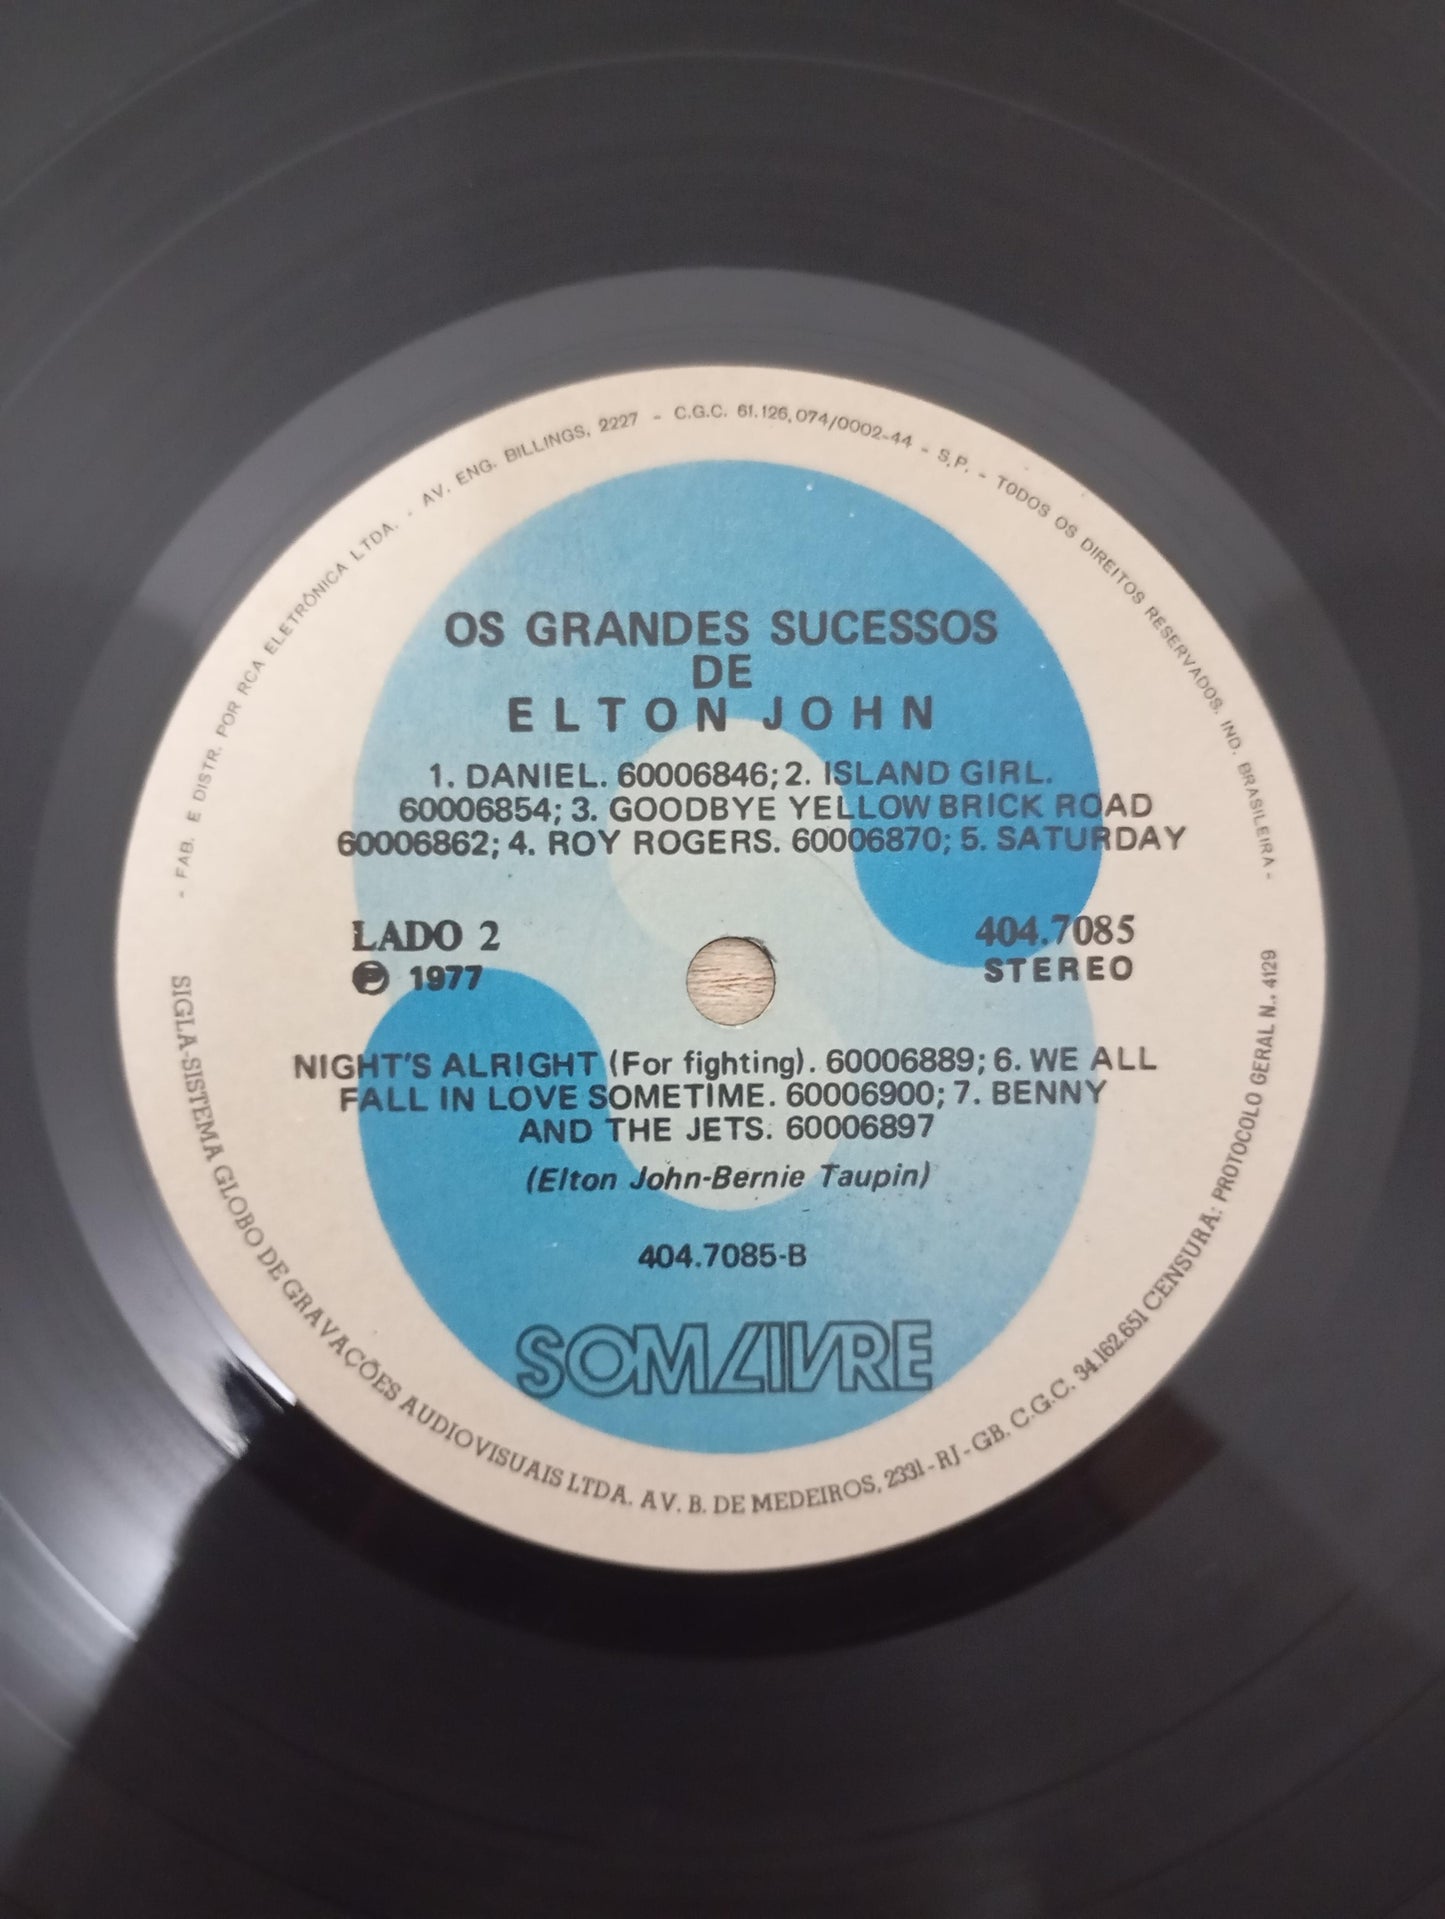 - FAB. E DISTR. POR RCA ELETRÔNICA LTDA. - AV. ENG. BILLINGS, 2227 - C.G.C. 61.126,074/0002-44 - S.P. - TODOS OS DIREITOS RESERVADOS. IND. BRASILEIRA -
OS GRANDES SUCESSOS
DE
ELTON JOHN
1. DANIEL. 60006846; 2. ISLAND GIRL.
60006854; 3. GOODBYE YELLOW BRICK ROAD
60006862; 4. ROY ROGERS. 60006870; 5. SATURDAY
LADO 2
℗ 1977
404.7085
STEREO
NIGHT'S ALRIGHT (For fighting). 60006889; 6. WE ALL
FALL IN LOVE SOMETIME. 60006900; 7. BENNY
AND THE JETS. 60006897
(Elton John-Bernie Taupin)
404.7085-B
SOM LIVRE
SIGLA-SISTEMA GLOBO DE GRAVAÇÕES AUDIOVISUAIS LTDA. AV. B. DE MEDEIROS, 2331 - RJ - GB. C.G.C. 34.162.651 CENSURA: PROTOCOLO GERAL N.. 4129